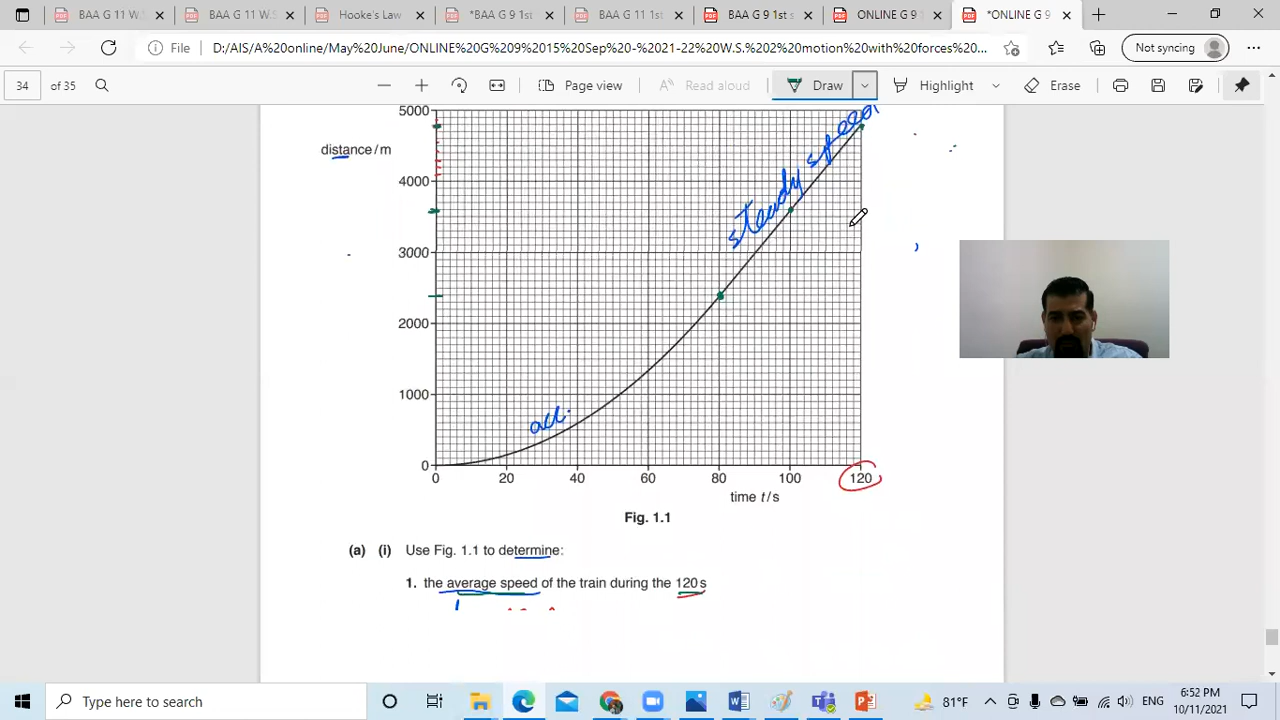 BAA G 11 W
BAA G 11 W.S
Hooke's Law
*BAA G 9 1st
BAA G 11 1st
BAA G : 1st s
ONLINE G 9
*ONLINE G 9
File
D:/AIS/A%20online/May%20June/ONLINE%20G%209%2015%20Sep%20-%2021-22%20W.S.%202%20motion%20with%20forces%20...
Not syncing
34 of 35
Page view
Read aloud
Draw
Highlight
Erase
5000
distance/m
4000
steady speed
3000
2000
1000
acc.
0
0 20 40 60 80 100 120
time t/s
Fig. 1.1
(a) (i) Use Fig. 1.1 to determine:
1. the average speed of the train during the 120s
Type here to search
81°F
ENG
6:52 PM
10/11/2021